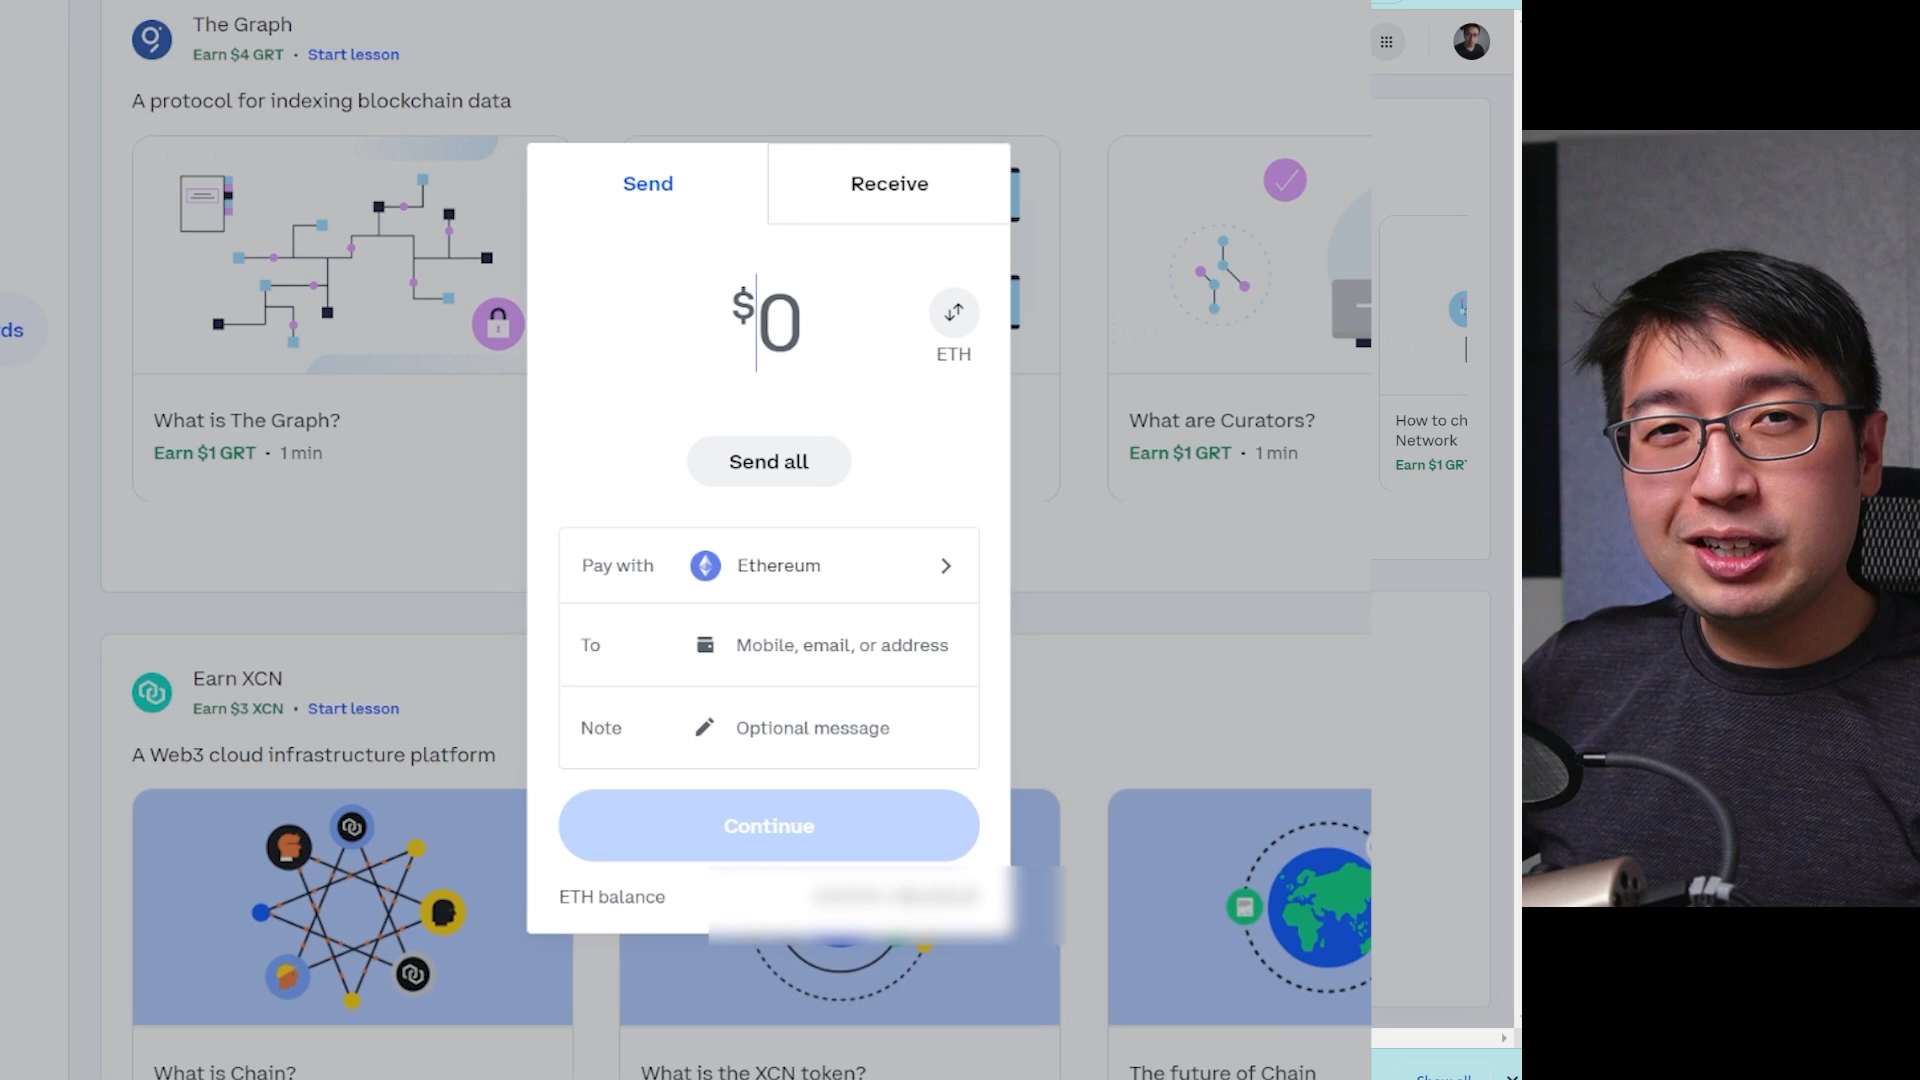 The Graph
Earn $4 GRT • Start lesson
A protocol for indexing blockchain data
What is The Graph?
Earn $1 GRT • 1 min
What are Curators?
Earn $1 GRT • 1 min
How to ch
Network
Earn $1 GR
ds
Send
Receive
$0
ETH
Send all
Pay with Ethereum
To Mobile, email, or address
Note Optional message
Continue
ETH balance
Earn XCN
Earn $3 XCN • Start lesson
A Web3 cloud infrastructure platform
What is Chain?
What is the XCN token?
The future of Chain
Show all